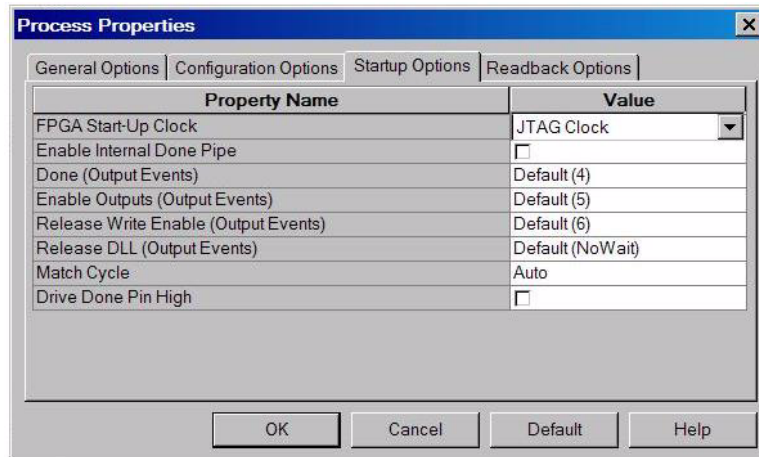 Process Properties
General Options Configuration Options Startup Options Readback Options
Property Name Value
FPGA Start-Up Clock JTAG Clock
Enable Internal Done Pipe
Done (Output Events) Default (4)
Enable Outputs (Output Events) Default (5)
Release Write Enable (Output Events) Default (6)
Release DLL (Output Events) Default (NoWait)
Match Cycle Auto
Drive Done Pin High
OK Cancel Default Help